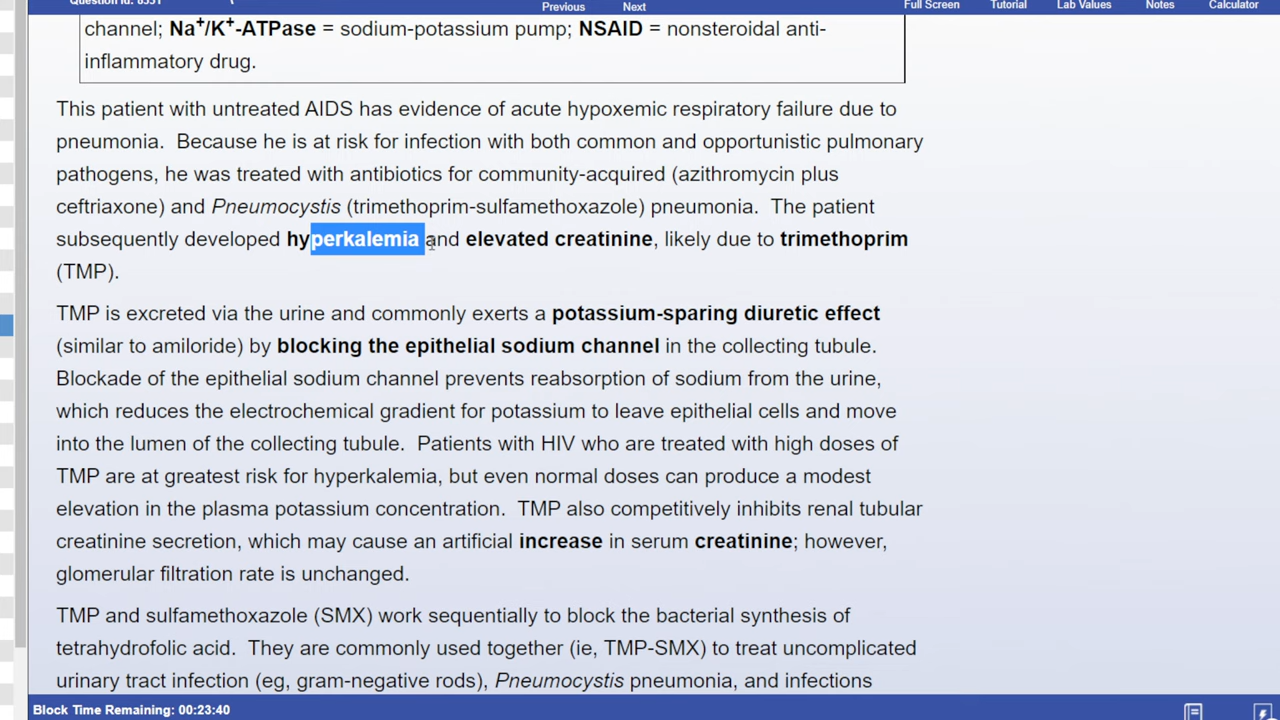 Question Id: 8331
Previous Next Full Screen Tutorial Lab Values Notes Calculator
channel; Na+/K+-ATPase = sodium-potassium pump; NSAID = nonsteroidal anti-
inflammatory drug.
This patient with untreated AIDS has evidence of acute hypoxemic respiratory failure due to
pneumonia. Because he is at risk for infection with both common and opportunistic pulmonary
pathogens, he was treated with antibiotics for community-acquired (azithromycin plus
ceftriaxone) and Pneumocystis (trimethoprim-sulfamethoxazole) pneumonia. The patient
subsequently developed hyperkalemia and elevated creatinine, likely due to trimethoprim
(TMP).
TMP is excreted via the urine and commonly exerts a potassium-sparing diuretic effect
(similar to amiloride) by blocking the epithelial sodium channel in the collecting tubule.
Blockade of the epithelial sodium channel prevents reabsorption of sodium from the urine,
which reduces the electrochemical gradient for potassium to leave epithelial cells and move
into the lumen of the collecting tubule. Patients with HIV who are treated with high doses of
TMP are at greatest risk for hyperkalemia, but even normal doses can produce a modest
elevation in the plasma potassium concentration. TMP also competitively inhibits renal tubular
creatinine secretion, which may cause an artificial increase in serum creatinine; however,
glomerular filtration rate is unchanged.
TMP and sulfamethoxazole (SMX) work sequentially to block the bacterial synthesis of
tetrahydrofolic acid. They are commonly used together (ie, TMP-SMX) to treat uncomplicated
urinary tract infection (eg, gram-negative rods), Pneumocystis pneumonia, and infections
Block Time Remaining: 00:23:40